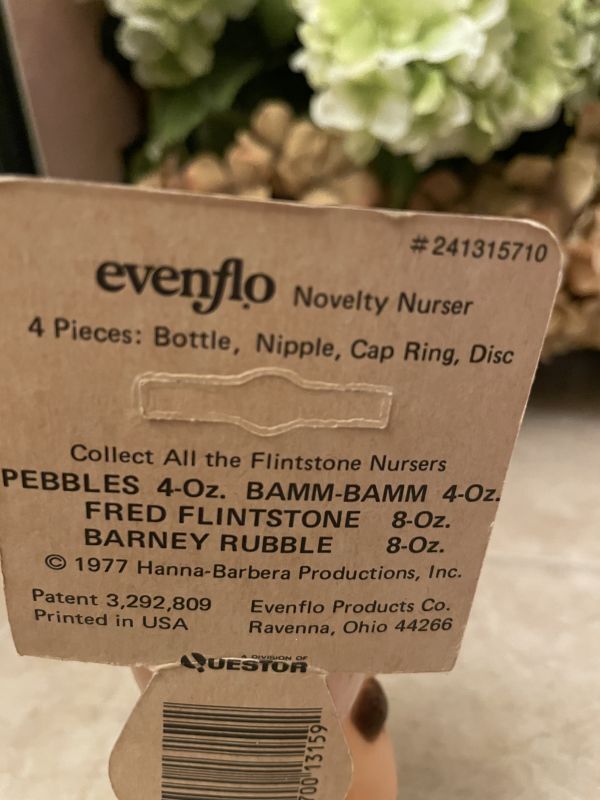 #241315710
evenflo Novelty Nurser
4 Pieces: Bottle, Nipple, Cap Ring, Disc
Collect All the Flintstone Nursers
PEBBLES 4-Oz. BAMM-BAMM 4-Oz.
FRED FLINTSTONE 8-Oz.
BARNEY RUBBLE 8-Oz.
© 1977 Hanna-Barbera Productions, Inc.
Patent 3,292,809 Evenflo Products Co.
Printed in USA Ravenna, Ohio 44266
A DIVISION OF
QUESTOR
700 13159